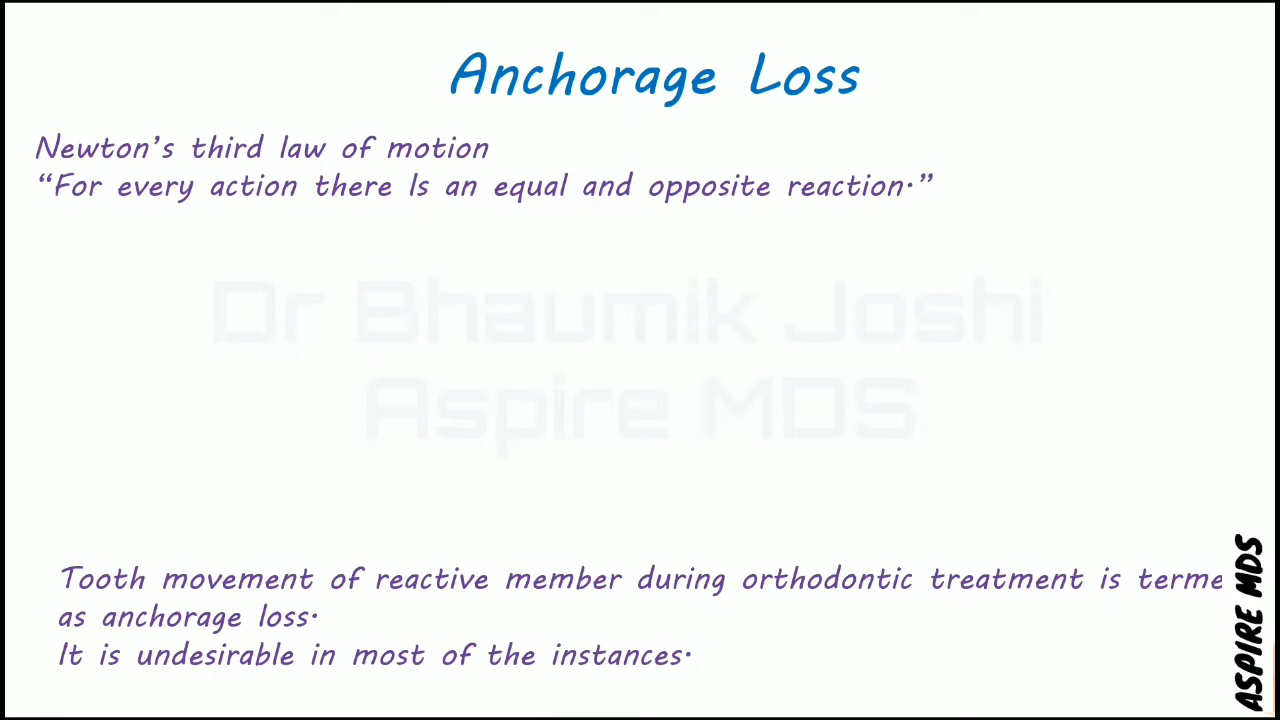 Anchorage Loss
Newton's third law of motion
“For every action there Is an equal and opposite reaction.”
Dr Bhaumik Joshi
Aspire MDS
Tooth movement of reactive member during orthodontic treatment is terme
as anchorage loss.
It is undesirable in most of the instances.
ASPIRE MDS